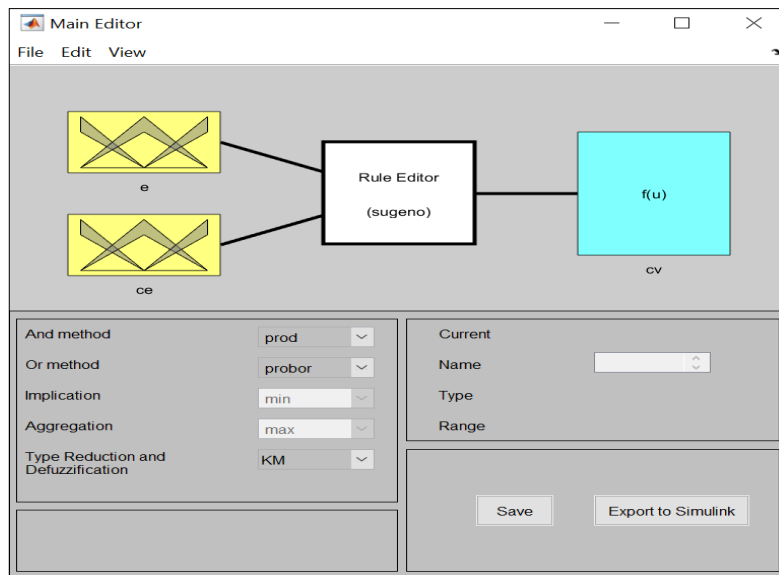 Main Editor
File Edit View
e
ce
Rule Editor
(sugeno)
f(u)
cv
And method prod
Or method probor
Implication min
Aggregation max
Type Reduction and
Defuzzification KM
Current
Name
Type
Range
Save Export to Simulink